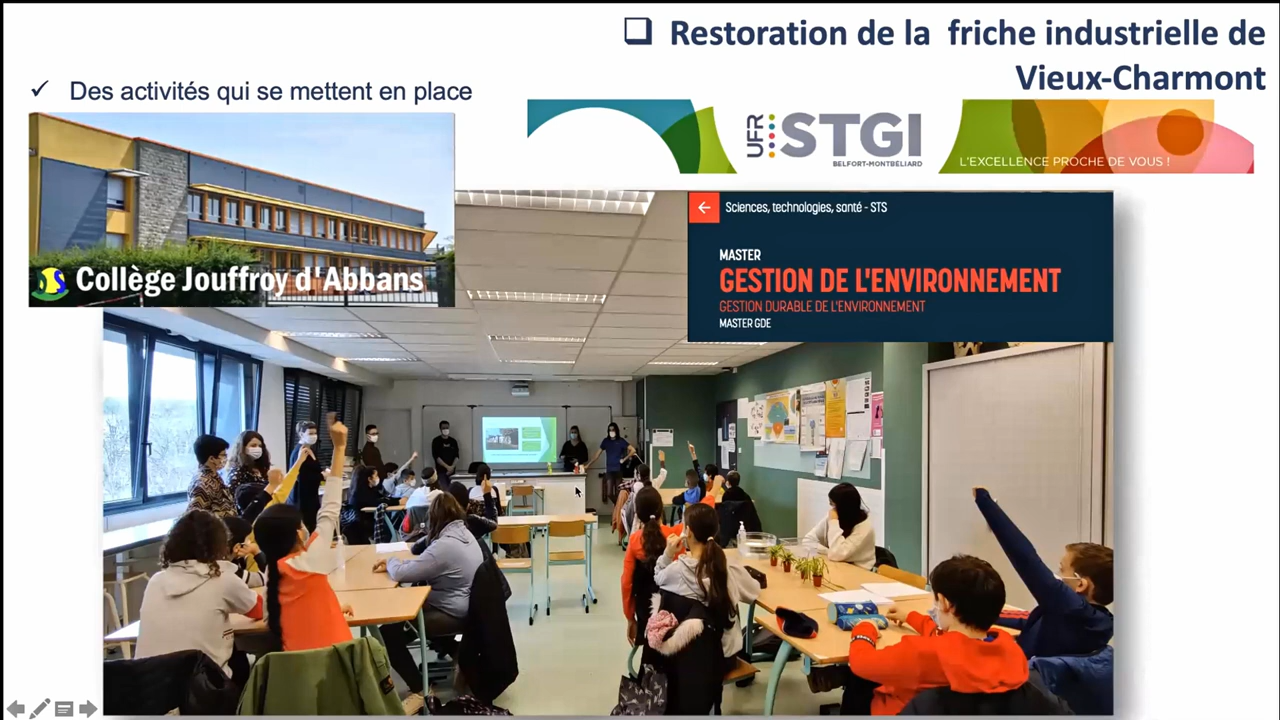 ❑ Restoration de la friche industrielle de
Vieux-Charmont
✓ Des activités qui se mettent en place
UFR STGI
BELFORT-MONTBÉLIARD
L'EXCELLENCE PROCHE DE VOUS !
Collège Jouffroy d'Abbans
Sciences, technologies, santé - STS
MASTER
GESTION DE L'ENVIRONNEMENT
GESTION DURABLE DE L'ENVIRONNEMENT
MASTER GDE